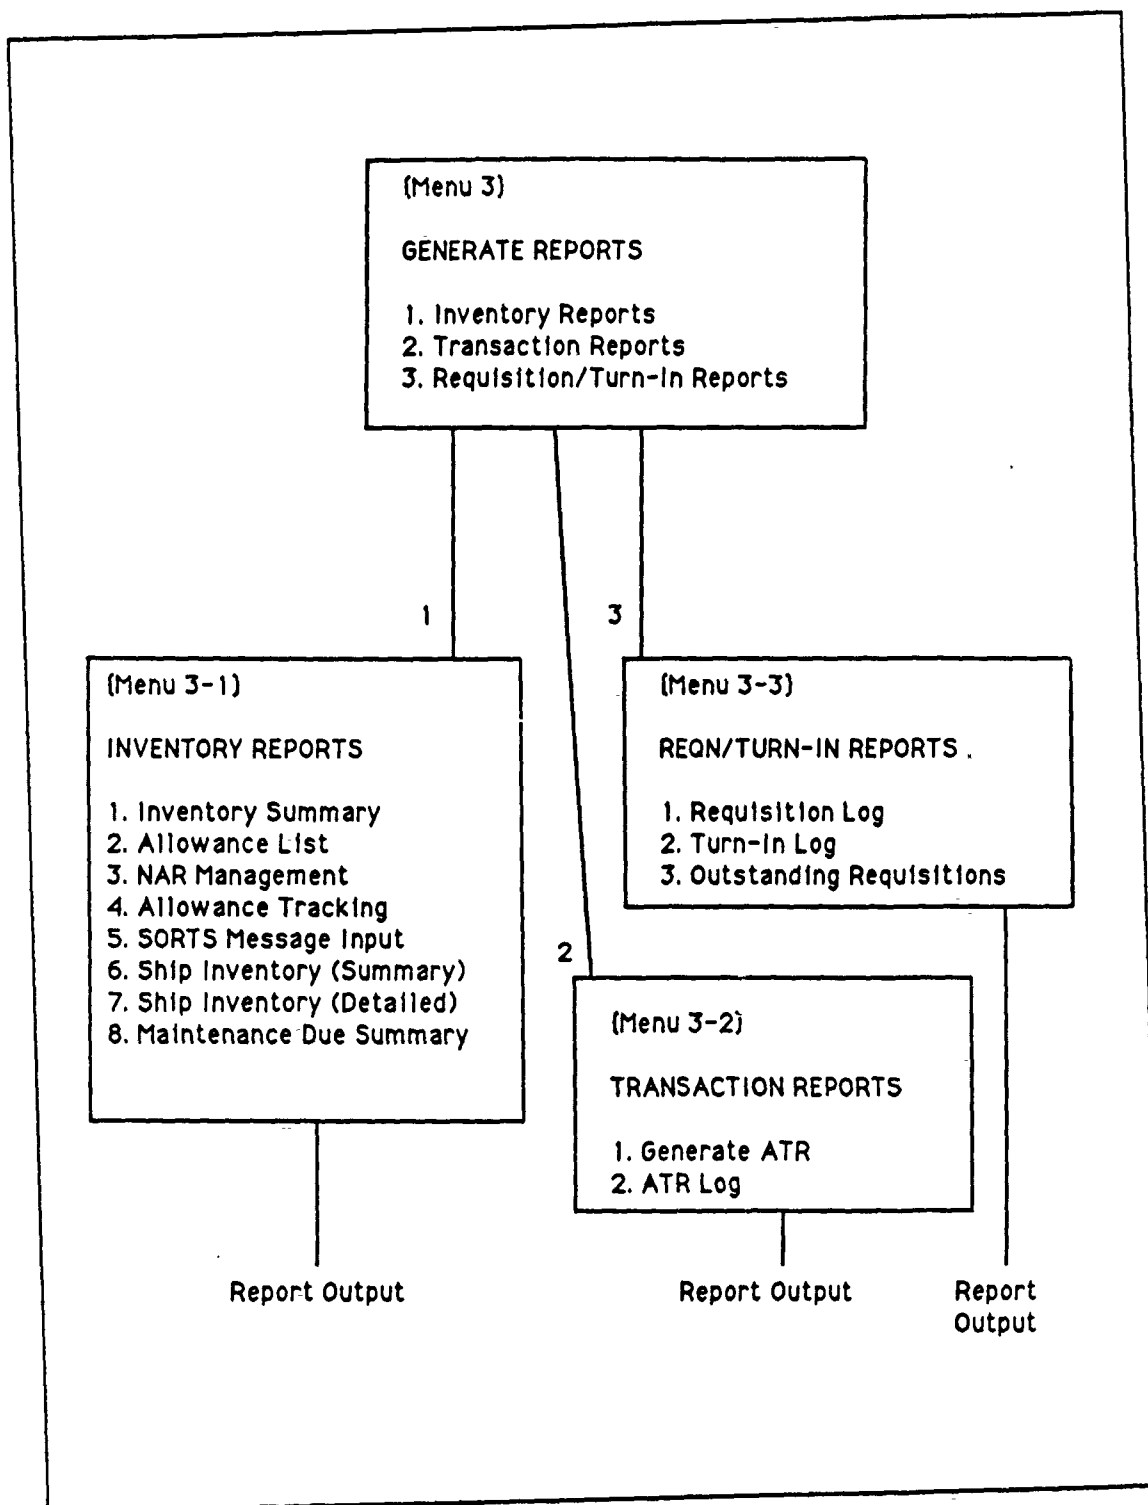 (Menu 3)
GENERATE REPORTS
1. Inventory Reports
2. Transaction Reports
3. Requisition/Turn-In Reports
1
3
(Menu 3-1)
INVENTORY REPORTS
1. Inventory Summary
2. Allowance List
3. NAR Management
4. Allowance Tracking
5. SORTS Message Input
6. Ship Inventory (Summary)
7. Ship Inventory (Detailed)
8. Maintenance Due Summary
(Menu 3-3)
REQN/TURN-IN REPORTS
1. Requisition Log
2. Turn-In Log
3. Outstanding Requisitions
2
(Menu 3-2)
TRANSACTION REPORTS
1. Generate ATR
2. ATR Log
Report Output
Report Output
Report
Output